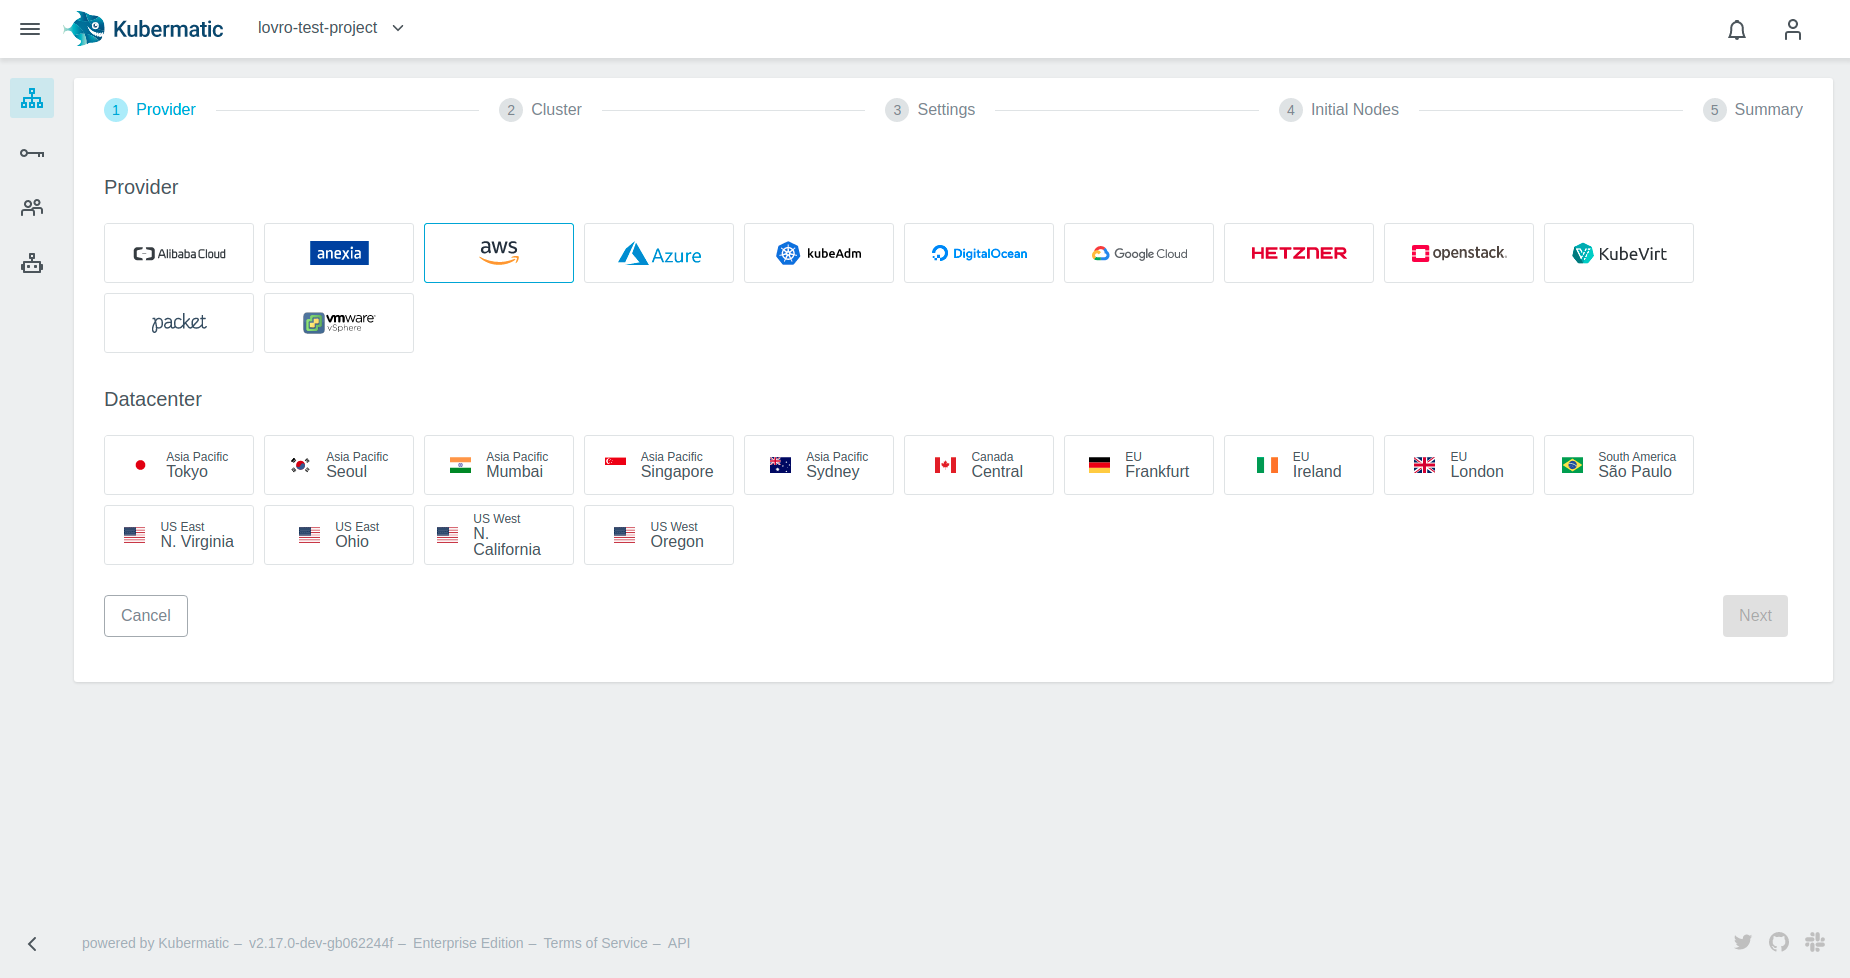 Kubermatic lovro-test-project
1 Provider 2 Cluster 3 Settings 4 Initial Nodes 5 Summary
Provider
Alibaba Cloud anexia aws Azure kubeAdm DigitalOcean Google Cloud HETZNER openstack. KubeVirt
packet vmware
vSphere
Datacenter
Asia Pacific Asia Pacific Asia Pacific Asia Pacific Asia Pacific Canada EU EU EU South America
Tokyo Seoul Mumbai Singapore Sydney Central Frankfurt Ireland London São Paulo
US East US East US West US West
N. Virginia Ohio N. California Oregon
Cancel Next
powered by Kubermatic – v2.17.0-dev-gb062244f – Enterprise Edition – Terms of Service – API